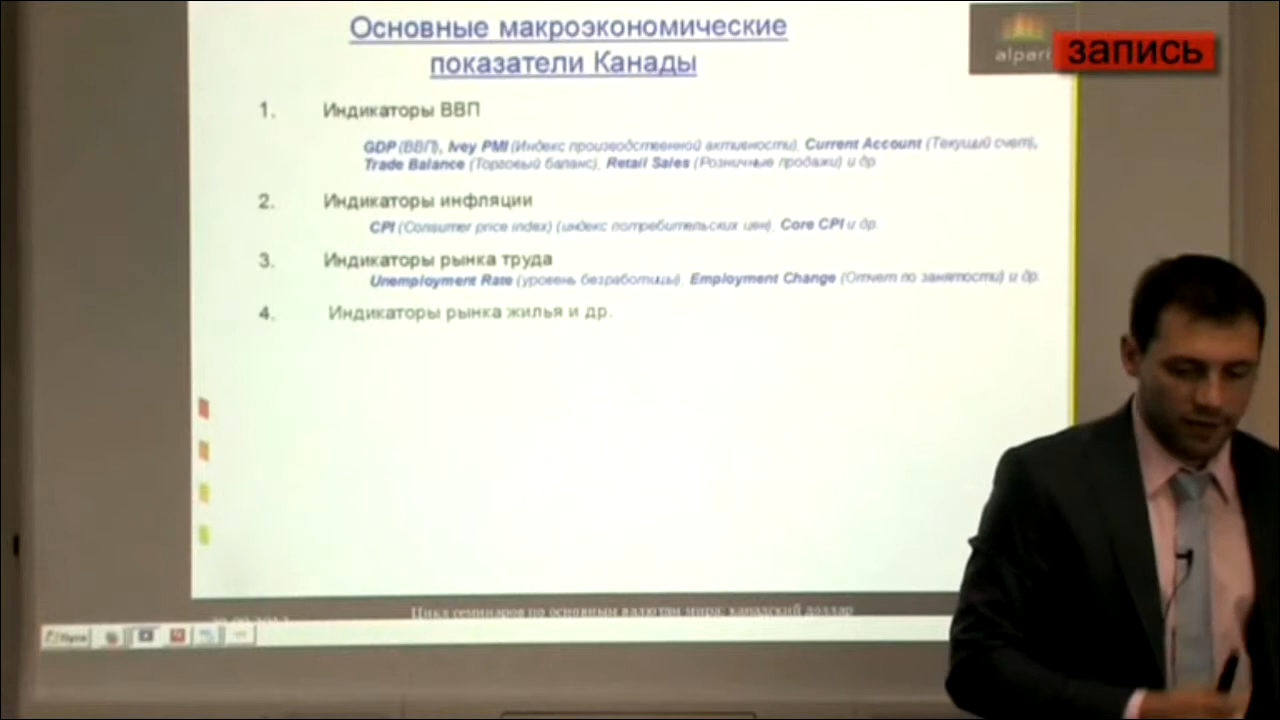 Основные макроэкономические
показатели Канады
alpari
запись
1. Индикаторы ВВП
GDP (ВВП), Ivey PMI (Индекс производственной активности), Current Account (Текущий счет),
Trade Balance (Торговый баланс), Retail Sales (Розничные продажи) и др.
2. Индикаторы инфляции
CPI (Consumer price index) (индекс потребительских цен), Core CPI и др.
3. Индикаторы рынка труда
Unemployment Rate (уровень безработицы), Employment Change (Отчет по занятости) и др.
4. Индикаторы рынка жилья и др.
Цикл семинаров по основным валютам мира: канадский доллар
Пуск